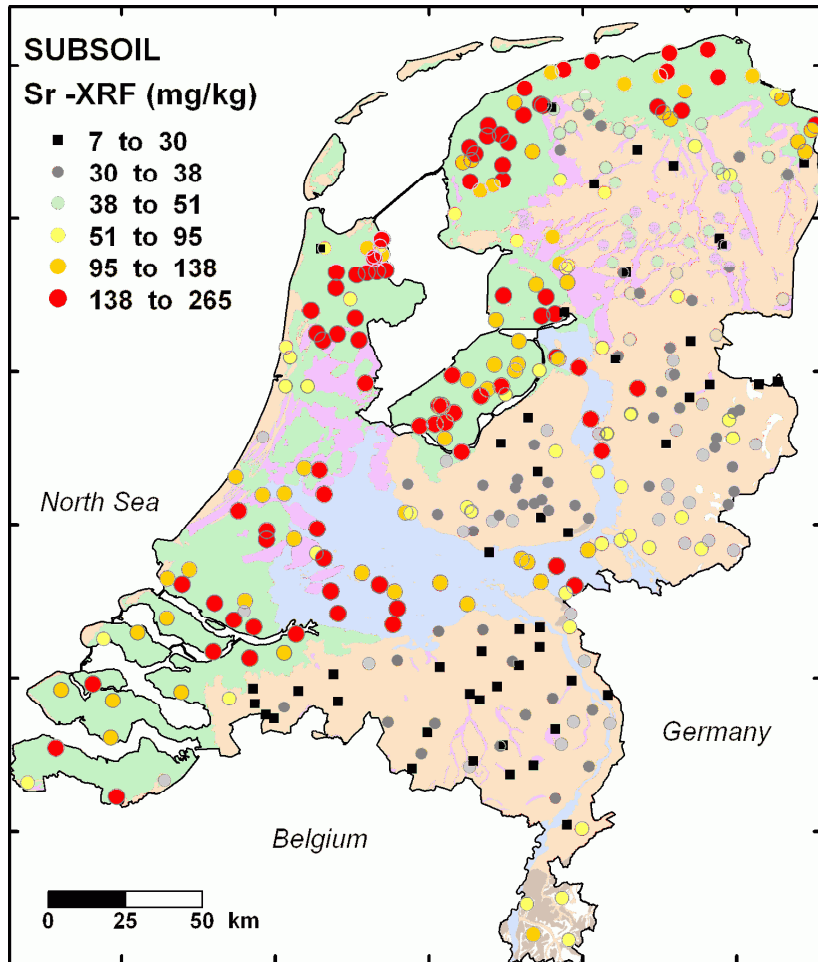 SUBSOIL
Sr -XRF (mg/kg)
7 to 30
30 to 38
38 to 51
51 to 95
95 to 138
138 to 265
North Sea
Germany
Belgium
0 25 50 km